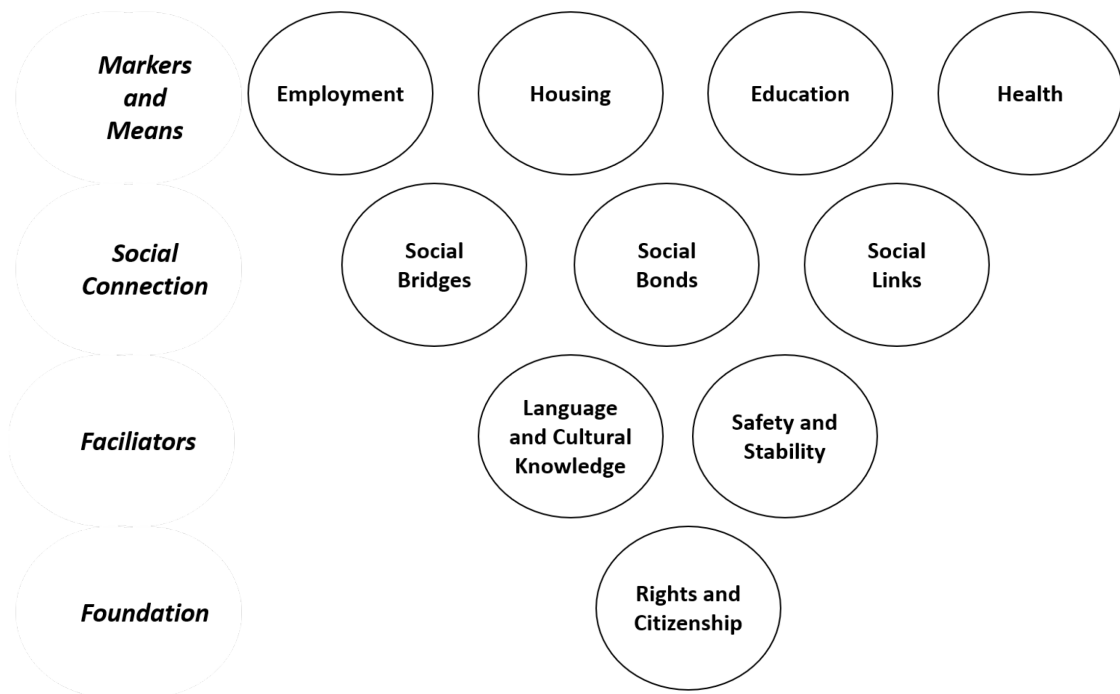 Markers
and
Means
Employment
Housing
Education
Health
Social
Connection
Social
Bridges
Social
Bonds
Social
Links
Faciliators
Language
and Cultural
Knowledge
Safety and
Stability
Foundation
Rights and
Citizenship